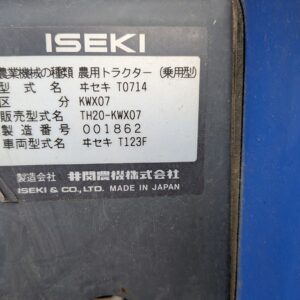 ISEKI
農業機械の種類 農用トラクター(乗用型)
型式名 ヰセキ T0714
区分 KWX07
販売型式名 TH20-KWX07
製造番号 001862
車両型式名 ヰセキ T123F
製造会社 井関農機株式会社
ISEKI & CO., LTD. MADE IN JAPAN